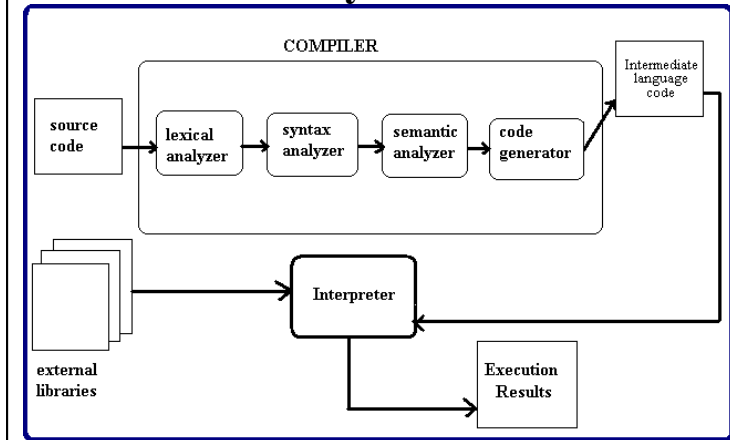 COMPILER
Intermediate
language
code
source
code
lexical
analyzer
syntax
analyzer
semantic
analyzer
code
generator
Interpreter
external
libraries
Execution
Results